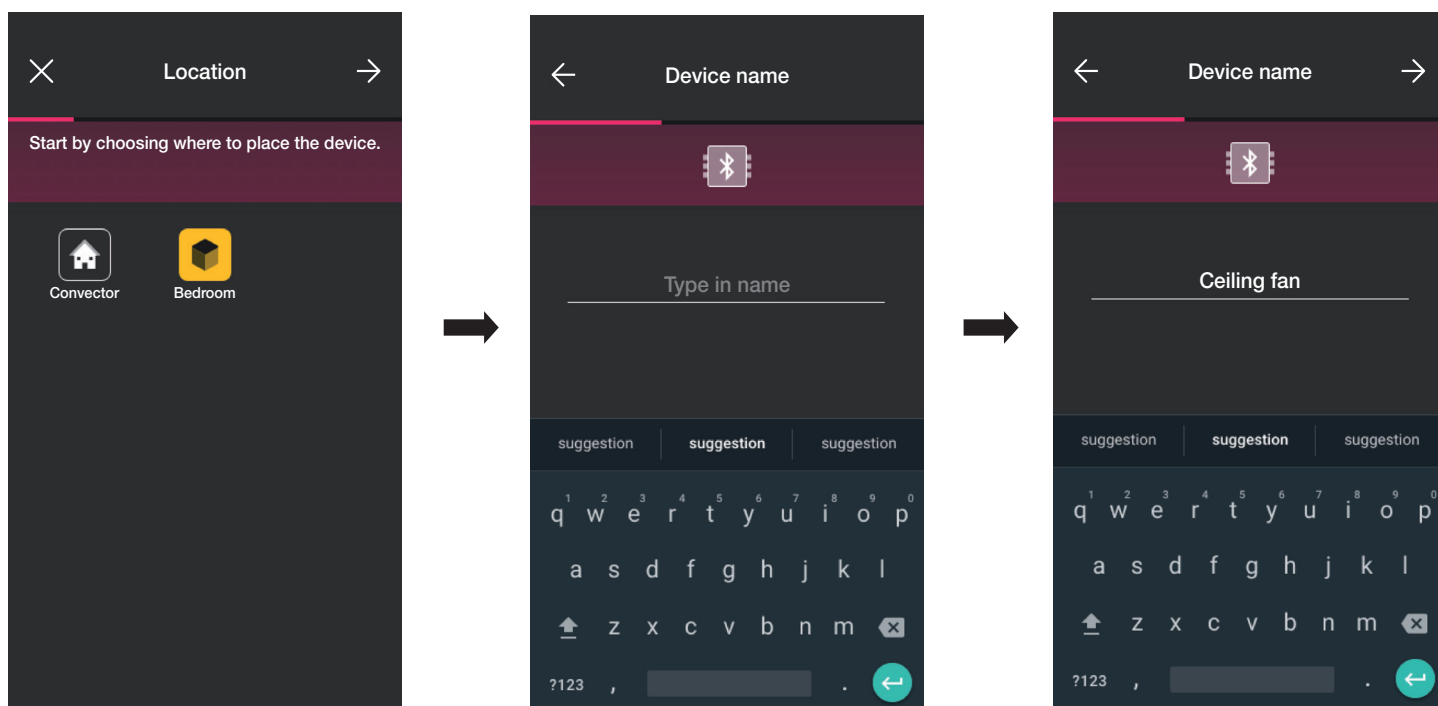 Location
Start by choosing where to place the device.
Convector Bedroom
Device name
Type in name
suggestion suggestion suggestion
1 2 3 4 5 6 7 8 9 0
q w e r t y u i o p
a s d f g h j k l
z x c v b n m
?123 , .
Device name
Ceiling fan
suggestion suggestion suggestion
1 2 3 4 5 6 7 8 9 0
q w e r t y u i o p
a s d f g h j k l
z x c v b n m
?123 , .